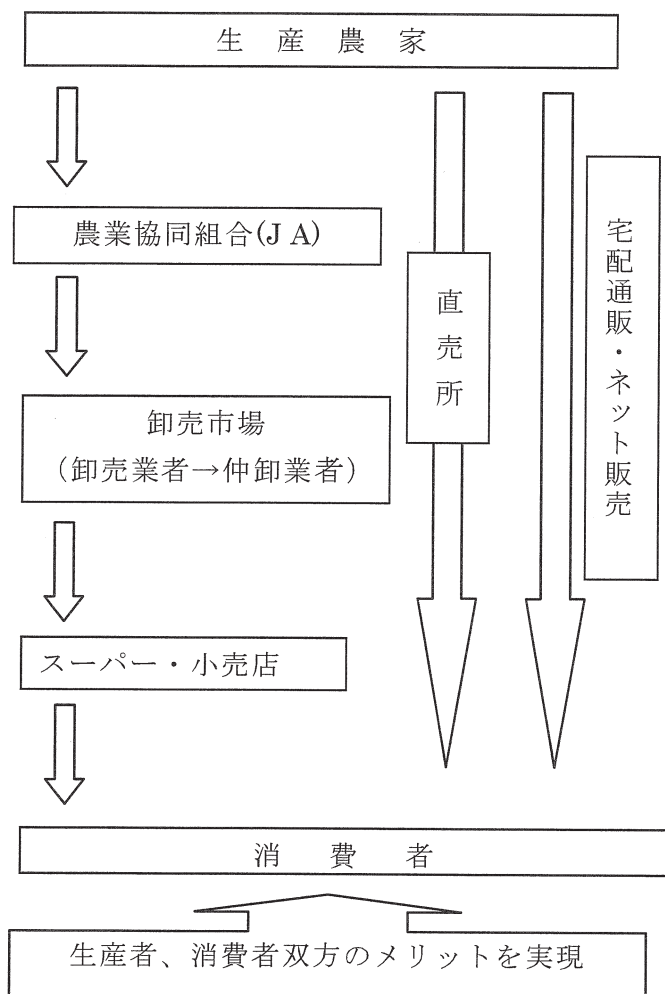 生産農家
農業協同組合(JA)
卸売市場
（卸売業者→仲卸業者）
スーパー・小売店
直売所
宅配通販・ネット販売
消費者
生産者、消費者双方のメリットを実現